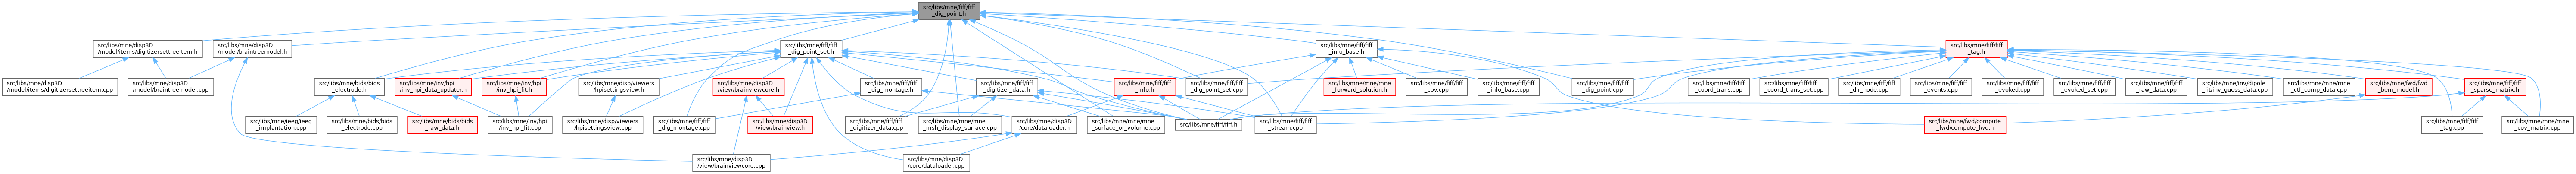 src/libs/mne/fiff/fiff
_dig_point.h
src/libs/mne/disp3D
/model/items/digitizersettreeitem.h
src/libs/mne/disp3D
/model/braintreemodel.h
src/libs/mne/fiff/fiff
_dig_point_set.h
src/libs/mne/fiff/fiff
_info_base.h
src/libs/mne/fiff/fiff
_tag.h
src/libs/mne/disp3D
/model/items/digitizersettreeitem.cpp
src/libs/mne/disp3D
/model/braintreemodel.cpp
src/libs/mne/bids/bids
_electrode.h
src/libs/mne/inv/hpi
/inv_hpi_data_updater.h
src/libs/mne/inv/hpi
/inv_hpi_fit.h
src/libs/mne/disp/viewers
/hpisettingsview.h
src/libs/mne/disp3D
/view/brainviewcore.h
src/libs/mne/fiff/fiff
_dig_montage.h
src/libs/mne/fiff/fiff
_digitizer_data.h
src/libs/mne/fiff/fiff
_info.h
src/libs/mne/fiff/fiff
_dig_point_set.cpp
src/libs/mne/mne/mne
_forward_solution.h
src/libs/mne/fiff/fiff
_cov.cpp
src/libs/mne/fiff/fiff
_info_base.cpp
src/libs/mne/fiff/fiff
_dig_point.cpp
src/libs/mne/fiff/fiff
_coord_trans.cpp
src/libs/mne/fiff/fiff
_coord_trans_set.cpp
src/libs/mne/fiff/fiff
_dir_node.cpp
src/libs/mne/fiff/fiff
_events.cpp
src/libs/mne/fiff/fiff
_evoked.cpp
src/libs/mne/fiff/fiff
_evoked_set.cpp
src/libs/mne/fiff/fiff
_raw_data.cpp
src/libs/mne/inv/dipole
_fit/inv_guess_data.cpp
src/libs/mne/mne/mne
_ctf_comp_data.cpp
src/libs/mne/fwd/fwd
_bem_model.h
src/libs/mne/fiff/fiff
_sparse_matrix.h
src/libs/mne/ieeg/ieeg
_implantation.cpp
src/libs/mne/bids/bids
_electrode.cpp
src/libs/mne/bids/bids
_raw_data.h
src/libs/mne/inv/hpi
/inv_hpi_fit.cpp
src/libs/mne/disp/viewers
/hpisettingsview.cpp
src/libs/mne/fiff/fiff
_dig_montage.cpp
src/libs/mne/disp3D
/view/brainview.h
src/libs/mne/fiff/fiff
_digitizer_data.cpp
src/libs/mne/mne/mne
_msh_display_surface.cpp
src/libs/mne/disp3D
/core/dataloader.h
src/libs/mne/mne/mne
_surface_or_volume.cpp
src/libs/mne/fiff/fiff.h
src/libs/mne/fiff/fiff
_stream.cpp
src/libs/mne/fwd/compute
_fwd/compute_fwd.h
src/libs/mne/fiff/fiff
_tag.cpp
src/libs/mne/mne/mne
_cov_matrix.cpp
src/libs/mne/disp3D
/view/brainviewcore.cpp
src/libs/mne/disp3D
/core/dataloader.cpp